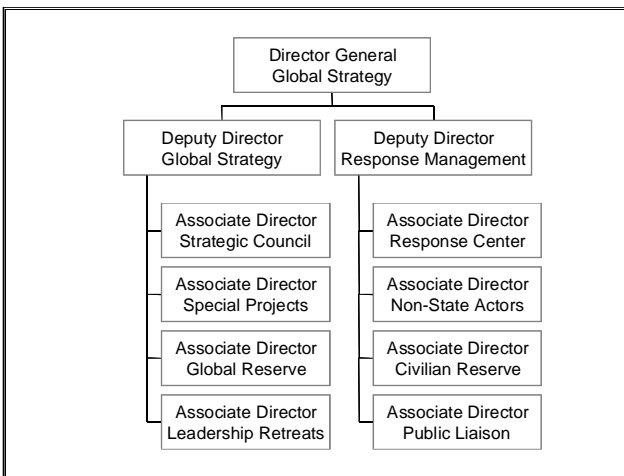 Director General
Global Strategy
Deputy Director
Global Strategy
Deputy Director
Response Management
Associate Director
Strategic Council
Associate Director
Special Projects
Associate Director
Global Reserve
Associate Director
Leadership Retreats
Associate Director
Response Center
Associate Director
Non-State Actors
Associate Director
Civilian Reserve
Associate Director
Public Liaison